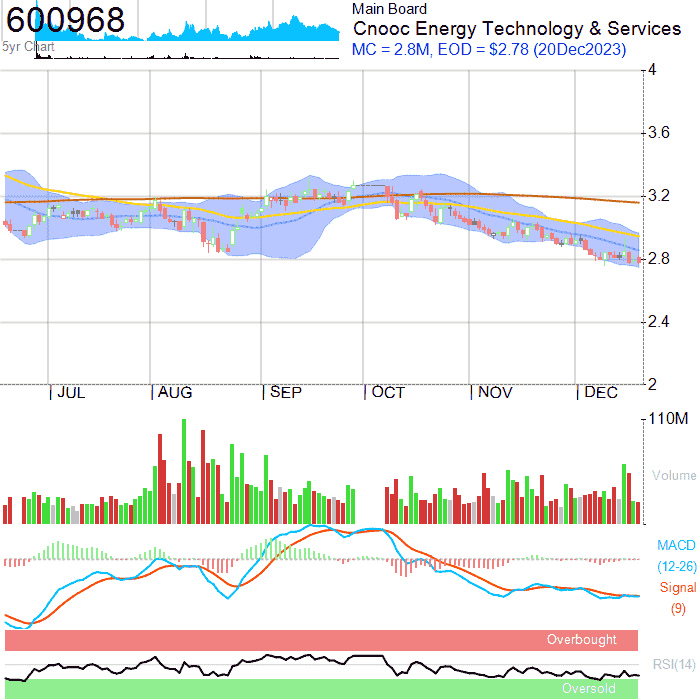 600968
5yr Chart
Main Board
Cnooc Energy Technology & Services
MC = 2.8M, EOD = $2.78 (20Dec2023)
4
3.6
3.2
2.8
2.4
2
JUL
AUG
SEP
OCT
NOV
DEC
110M
Volume
MACD
(12-26)
Signal
(9)
Overbought
RSI(14)
Oversold